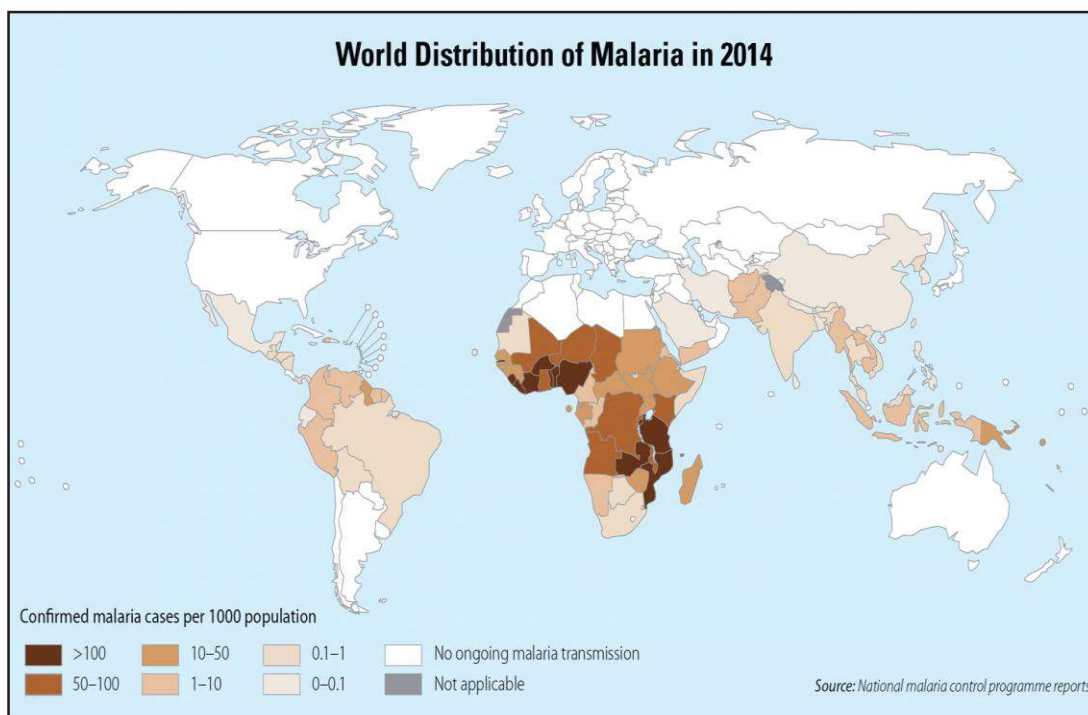 World Distribution of Malaria in 2014
Confirmed malaria cases per 1000 population
>100
10–50
0.1–1
No ongoing malaria transmission
50–100
1–10
0–0.1
Not applicable
Source: National malaria control programme reports